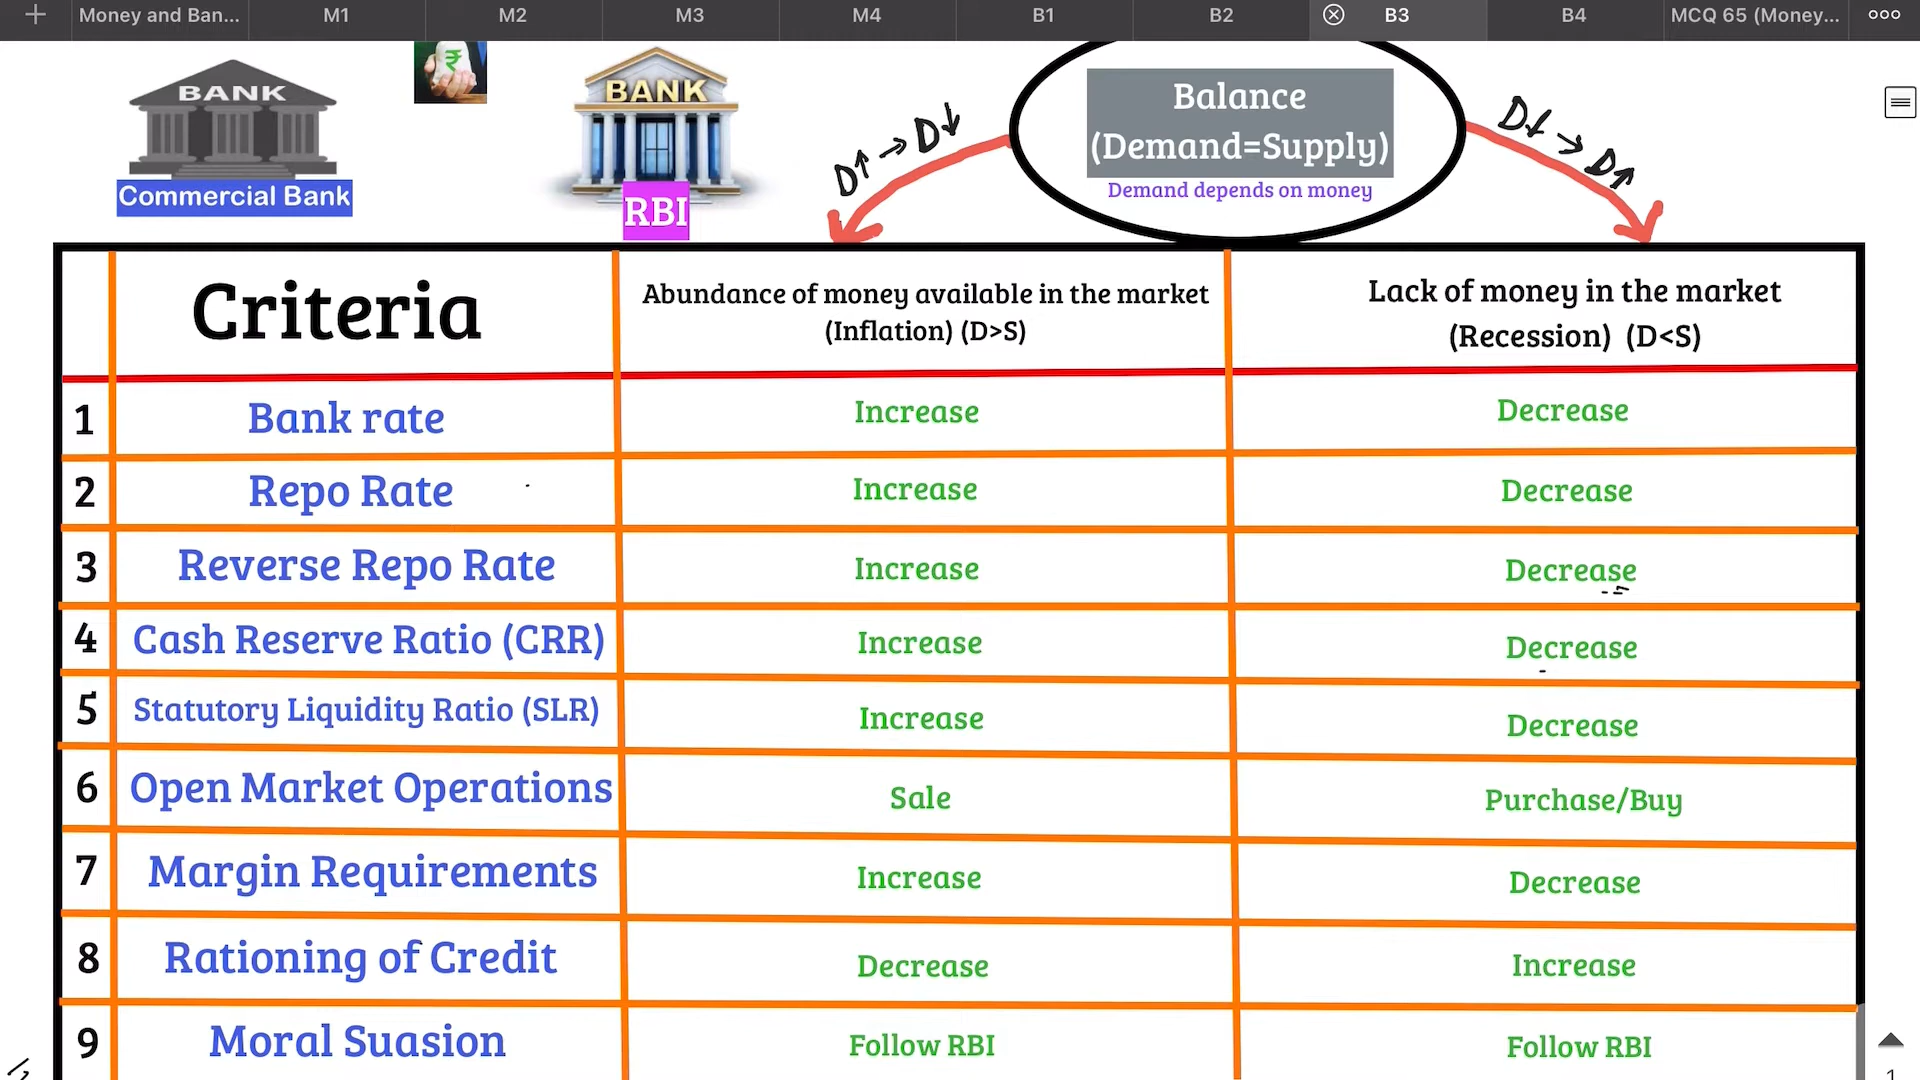 Money and Ban...
M1
M2
M3
M4
B1
B2
B3
B4
MCQ 65 (Money...
BANK
Commercial Bank
₹
BANK
RBI
D↑ → D↓
Balance
(Demand=Supply)
Demand depends on money
D↓ → D↑
Criteria
Abundance of money available in the market
(Inflation) (D>S)
Lack of money in the market
(Recession) (D<S)
1 Bank rate Increase Decrease
2 Repo Rate Increase Decrease
3 Reverse Repo Rate Increase Decrease
4 Cash Reserve Ratio (CRR) Increase Decrease
5 Statutory Liquidity Ratio (SLR) Increase Decrease
6 Open Market Operations Sale Purchase/Buy
7 Margin Requirements Increase Decrease
8 Rationing of Credit Decrease Increase
9 Moral Suasion Follow RBI Follow RBI